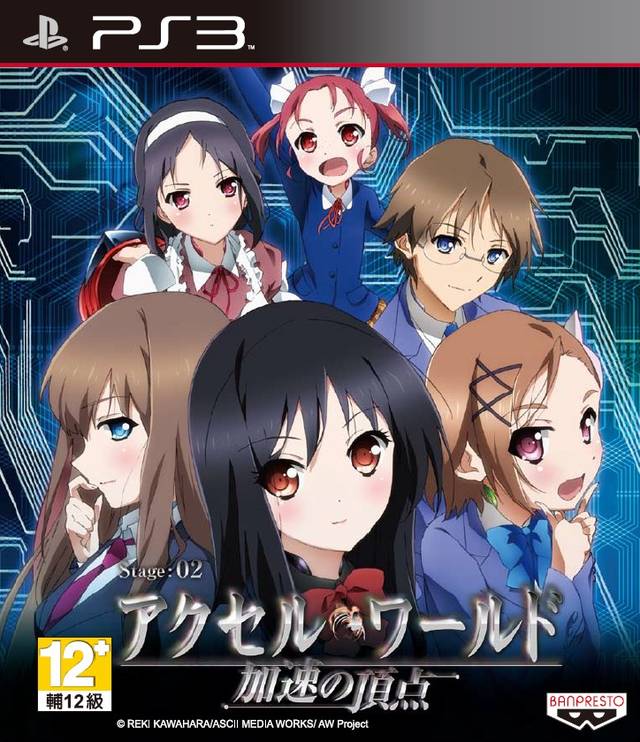 PS3™
Stage:02
アクセル・ワールド
加速の頂点
12+
輔12級
© REKI KAWAHARA/ASCII MEDIA WORKS/ AW Project
BANPRESTO